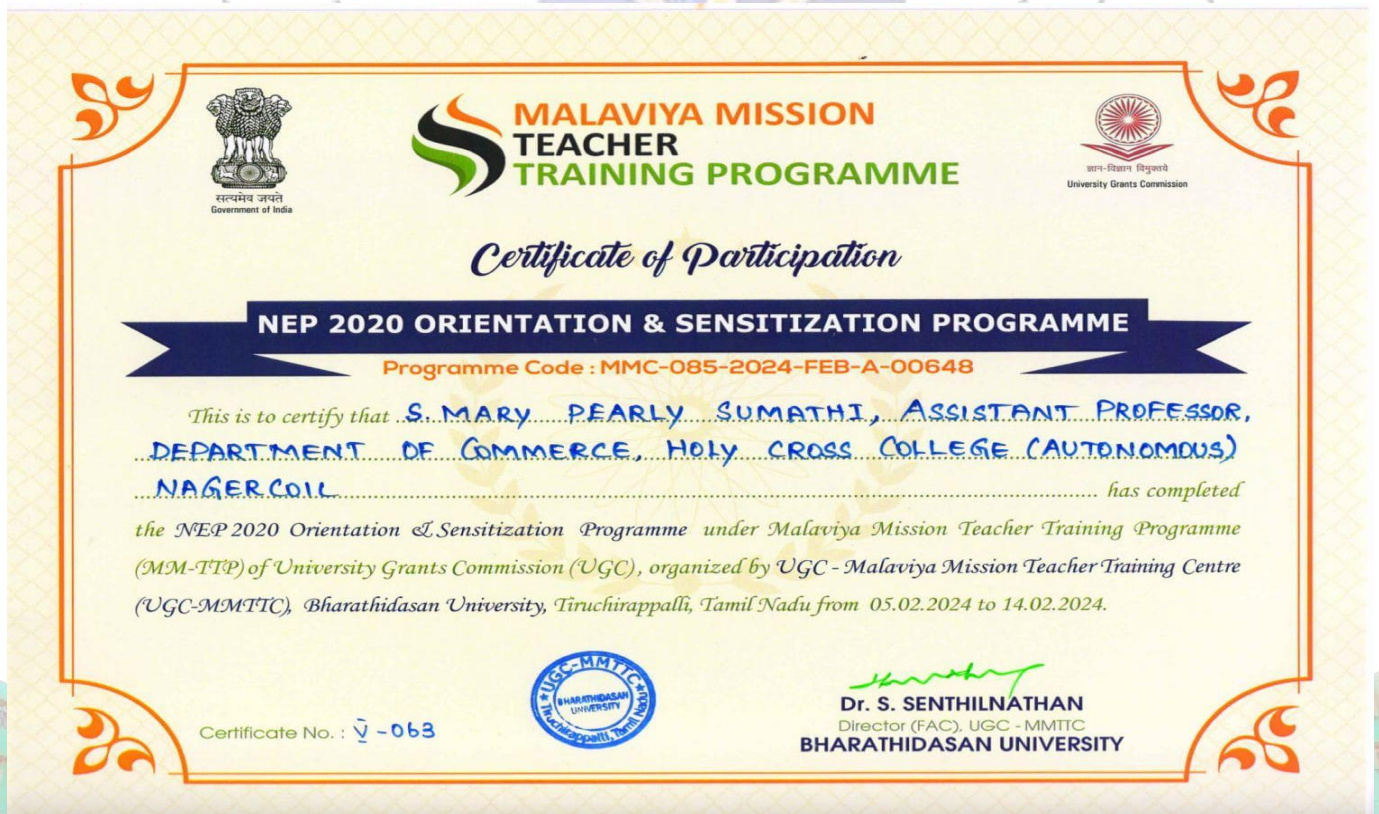 सत्यमेव जयते
Government of India
MALAVIYA MISSION
TEACHER
TRAINING PROGRAMME
ज्ञान-विज्ञान विमुक्तये
University Grants Commission
Certificate of Participation
NEP 2020 ORIENTATION & SENSITIZATION PROGRAMME
Programme Code : MMC-085-2024-FEB-A-00648
This is to certify that S. MARY PEARLY SUMATHI, ASSISTANT PROFESSOR,
DEPARTMENT OF COMMERCE, HOLY CROSS COLLEGE (AUTONOMOUS)
NAGERCOIL has completed
the NEP 2020 Orientation & Sensitization Programme under Malaviya Mission Teacher Training Programme
(MM-TTP) of University Grants Commission (UGC), organized by UGC - Malaviya Mission Teacher Training Centre
(UGC-MMTTC), Bharathidasan University, Tiruchirappalli, Tamil Nadu from 05.02.2024 to 14.02.2024.
UGC-MMTTC
BHARATHIDASAN
UNIVERSITY
Tiruchirappalli, Tamil Nadu
Certificate No. : V -063
Dr. S. SENTHILNATHAN
Director (FAC), UGC - MMTTC
BHARATHIDASAN UNIVERSITY